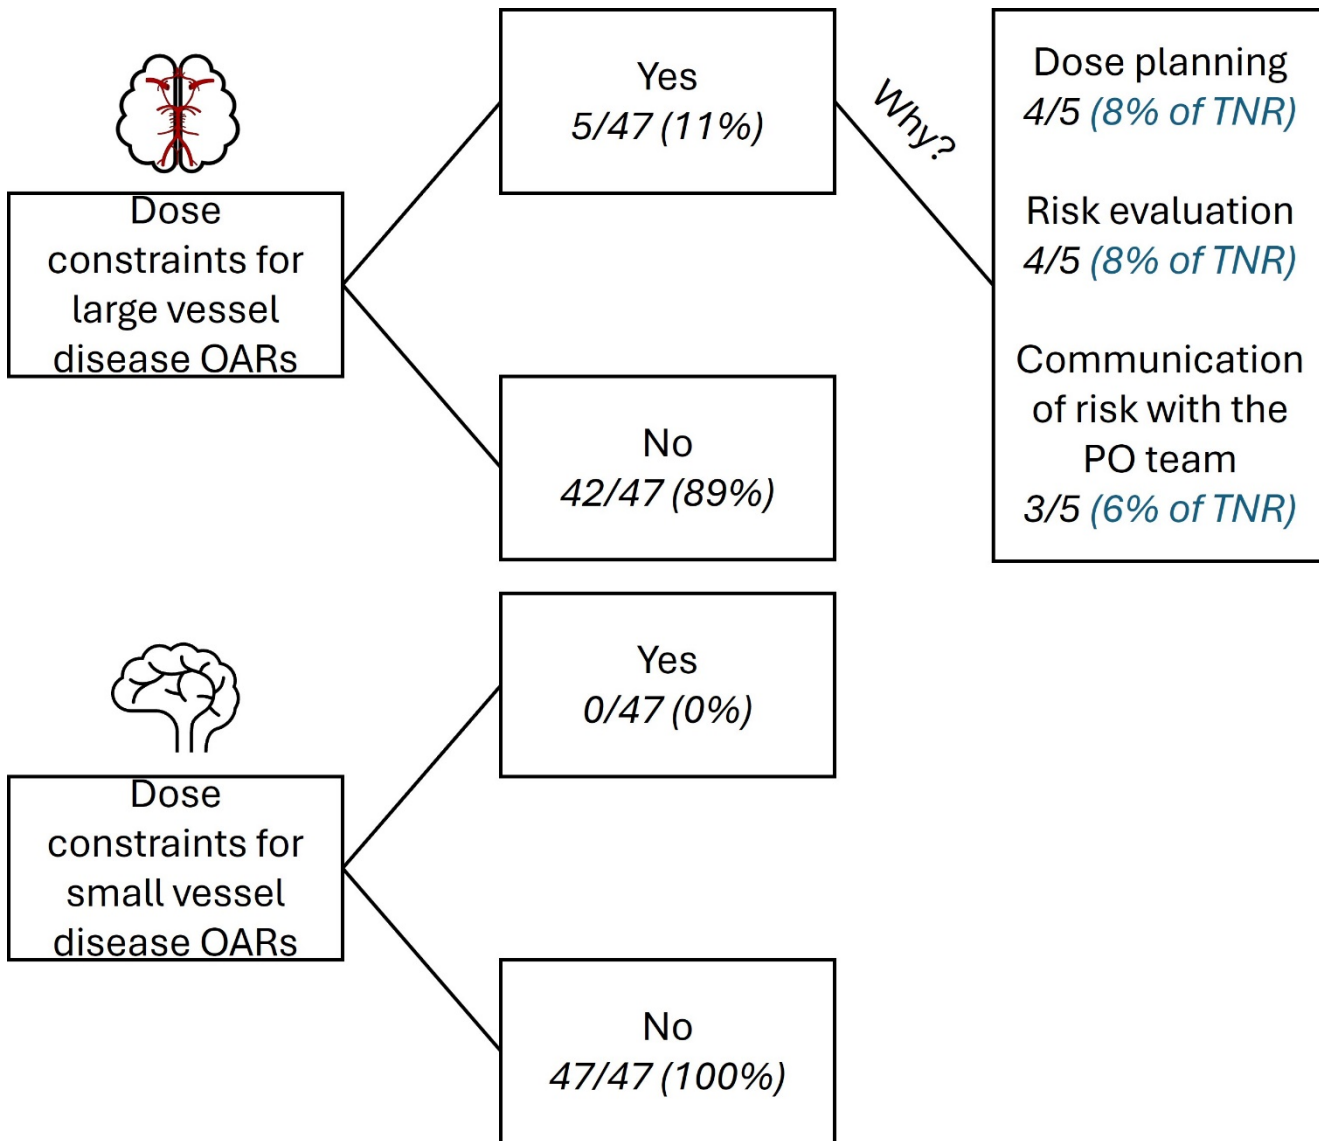 Dose
constraints for
large vessel
disease OARs
Yes
5/47 (11%)
No
42/47 (89%)
Why?
Dose planning
4/5 (8% of TNR)
Risk evaluation
4/5 (8% of TNR)
Communication
of risk with the
PO team
3/5 (6% of TNR)
Dose
constraints for
small vessel
disease OARs
Yes
0/47 (0%)
No
47/47 (100%)